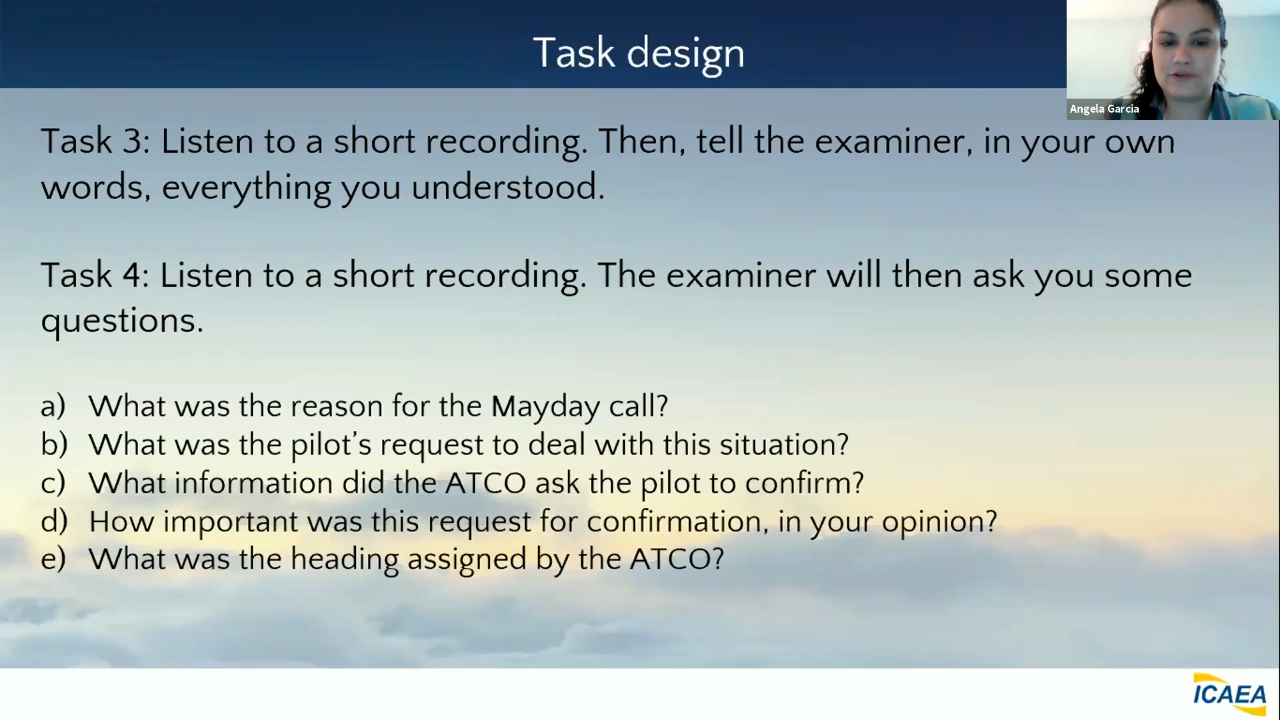 Task design
Angela Garcia
Task 3: Listen to a short recording. Then, tell the examiner, in your own
words, everything you understood.
Task 4: Listen to a short recording. The examiner will then ask you some
questions.
a) What was the reason for the Mayday call?
b) What was the pilot’s request to deal with this situation?
c) What information did the ATCO ask the pilot to confirm?
d) How important was this request for confirmation, in your opinion?
e) What was the heading assigned by the ATCO?
ICAEA